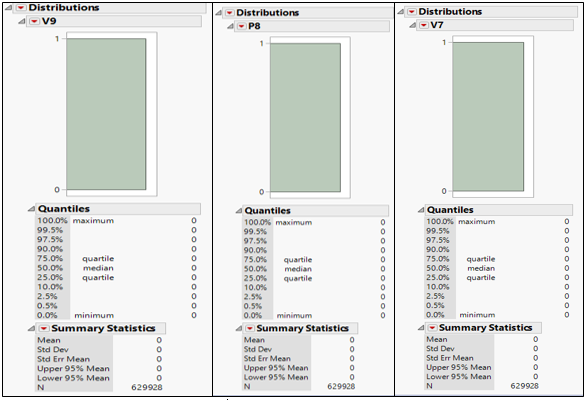 Distributions
V9
1
0
Quantiles
100.0% maximum 0
99.5% 0
97.5% 0
90.0% 0
75.0% quartile 0
50.0% median 0
25.0% quartile 0
10.0% 0
2.5% 0
0.5% 0
0.0% minimum 0
Summary Statistics
Mean 0
Std Dev 0
Std Err Mean 0
Upper 95% Mean 0
Lower 95% Mean 0
N 629928
Distributions
P8
1
0
Quantiles
100.0% maximum 0
99.5% 0
97.5% 0
90.0% 0
75.0% quartile 0
50.0% median 0
25.0% quartile 0
10.0% 0
2.5% 0
0.5% 0
0.0% minimum 0
Summary Statistics
Mean 0
Std Dev 0
Std Err Mean 0
Upper 95% Mean 0
Lower 95% Mean 0
N 629928
Distributions
V7
1
0
Quantiles
100.0% maximum 0
99.5% 0
97.5% 0
90.0% 0
75.0% quartile 0
50.0% median 0
25.0% quartile 0
10.0% 0
2.5% 0
0.5% 0
0.0% minimum 0
Summary Statistics
Mean 0
Std Dev 0
Std Err Mean 0
Upper 95% Mean 0
Lower 95% Mean 0
N 629928